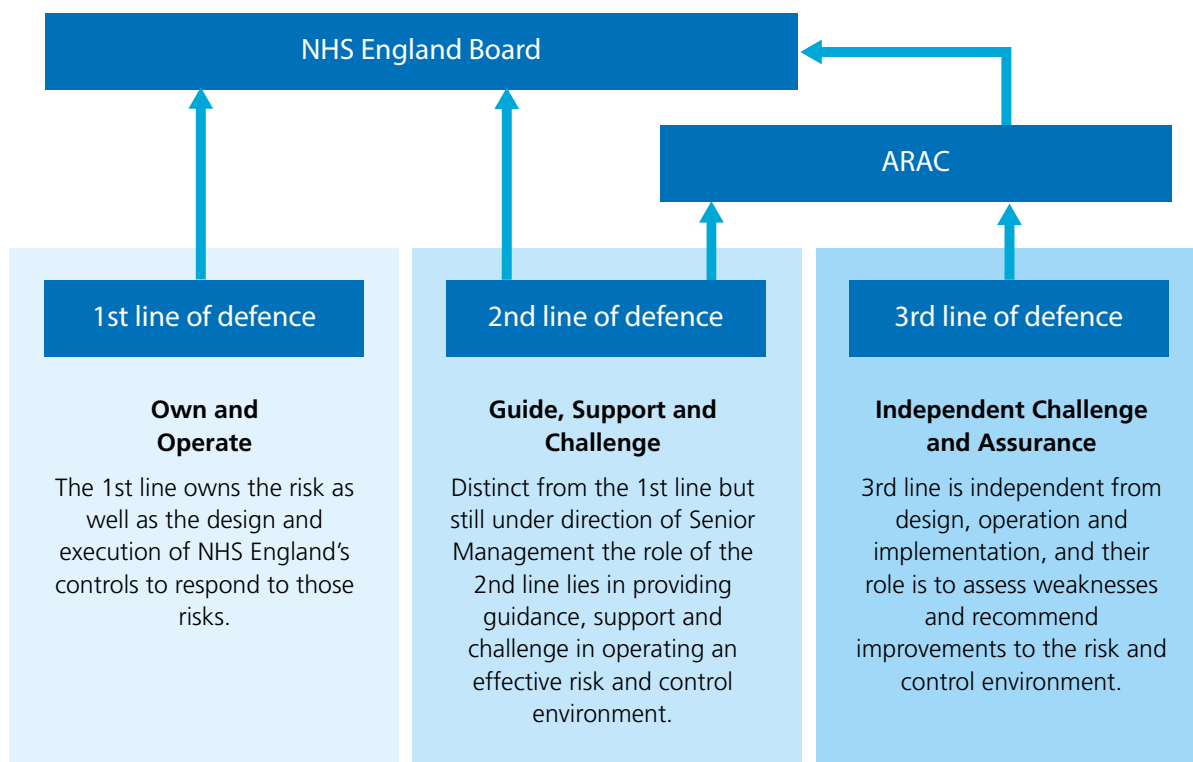 NHS England Board
ARAC
1st line of defence
Own and
Operate
The 1st line owns the risk as
well as the design and
execution of NHS England’s
controls to respond to those
risks.
2nd line of defence
Guide, Support and
Challenge
Distinct from the 1st line but
still under direction of Senior
Management the role of the
2nd line lies in providing
guidance, support and
challenge in operating an
effective risk and control
environment.
3rd line of defence
Independent Challenge
and Assurance
3rd line is independent from
design, operation and
implementation, and their
role is to assess weaknesses
and recommend
improvements to the risk and
control environment.